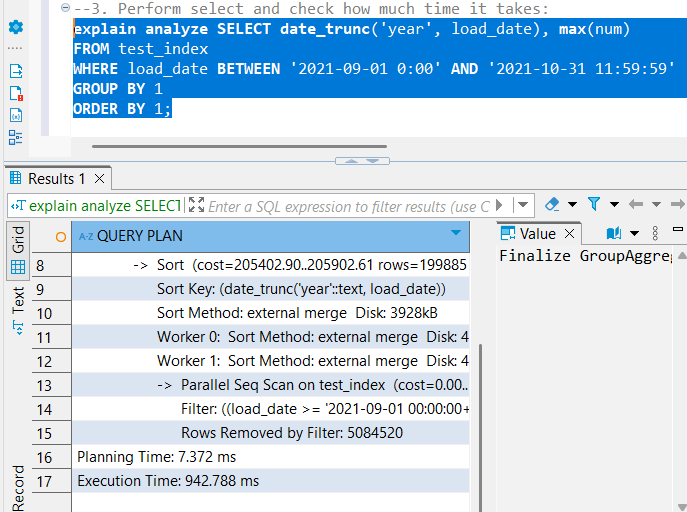 --3. Perform select and check how much time it takes:
explain analyze SELECT date_trunc('year', load_date), max(num)
FROM test_index
WHERE load_date BETWEEN '2021-09-01 0:00' AND '2021-10-31 11:59:59'
GROUP BY 1
ORDER BY 1;
Results 1
explain analyze SELECT
Enter a SQL expression to filter results (use C
Grid
Text
Record
A-Z QUERY PLAN
Value
Finalize GroupAggreg
8 -> Sort (cost=205402.90..205902.61 rows=199885
9 Sort Key: (date_trunc('year'::text, load_date))
10 Sort Method: external merge Disk: 3928kB
11 Worker 0: Sort Method: external merge Disk: 4
12 Worker 1: Sort Method: external merge Disk: 4
13 -> Parallel Seq Scan on test_index (cost=0.00..
14 Filter: ((load_date >= '2021-09-01 00:00:00+
15 Rows Removed by Filter: 5084520
16 Planning Time: 7.372 ms
17 Execution Time: 942.788 ms